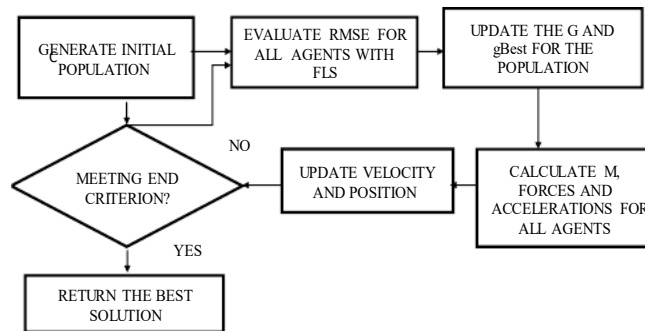 GENERATE INITIAL
POPULATION
EVALUATE RMSE FOR
ALL AGENTS WITH
FLS
UPDATE THE G AND
gBest FOR THE
POPULATION
NO
MEETING END
CRITERION?
UPDATE VELOCITY
AND POSITION
CALCULATE M,
FORCES AND
ACCELERATIONS FOR
ALL AGENTS
YES
RETURN THE BEST
SOLUTION